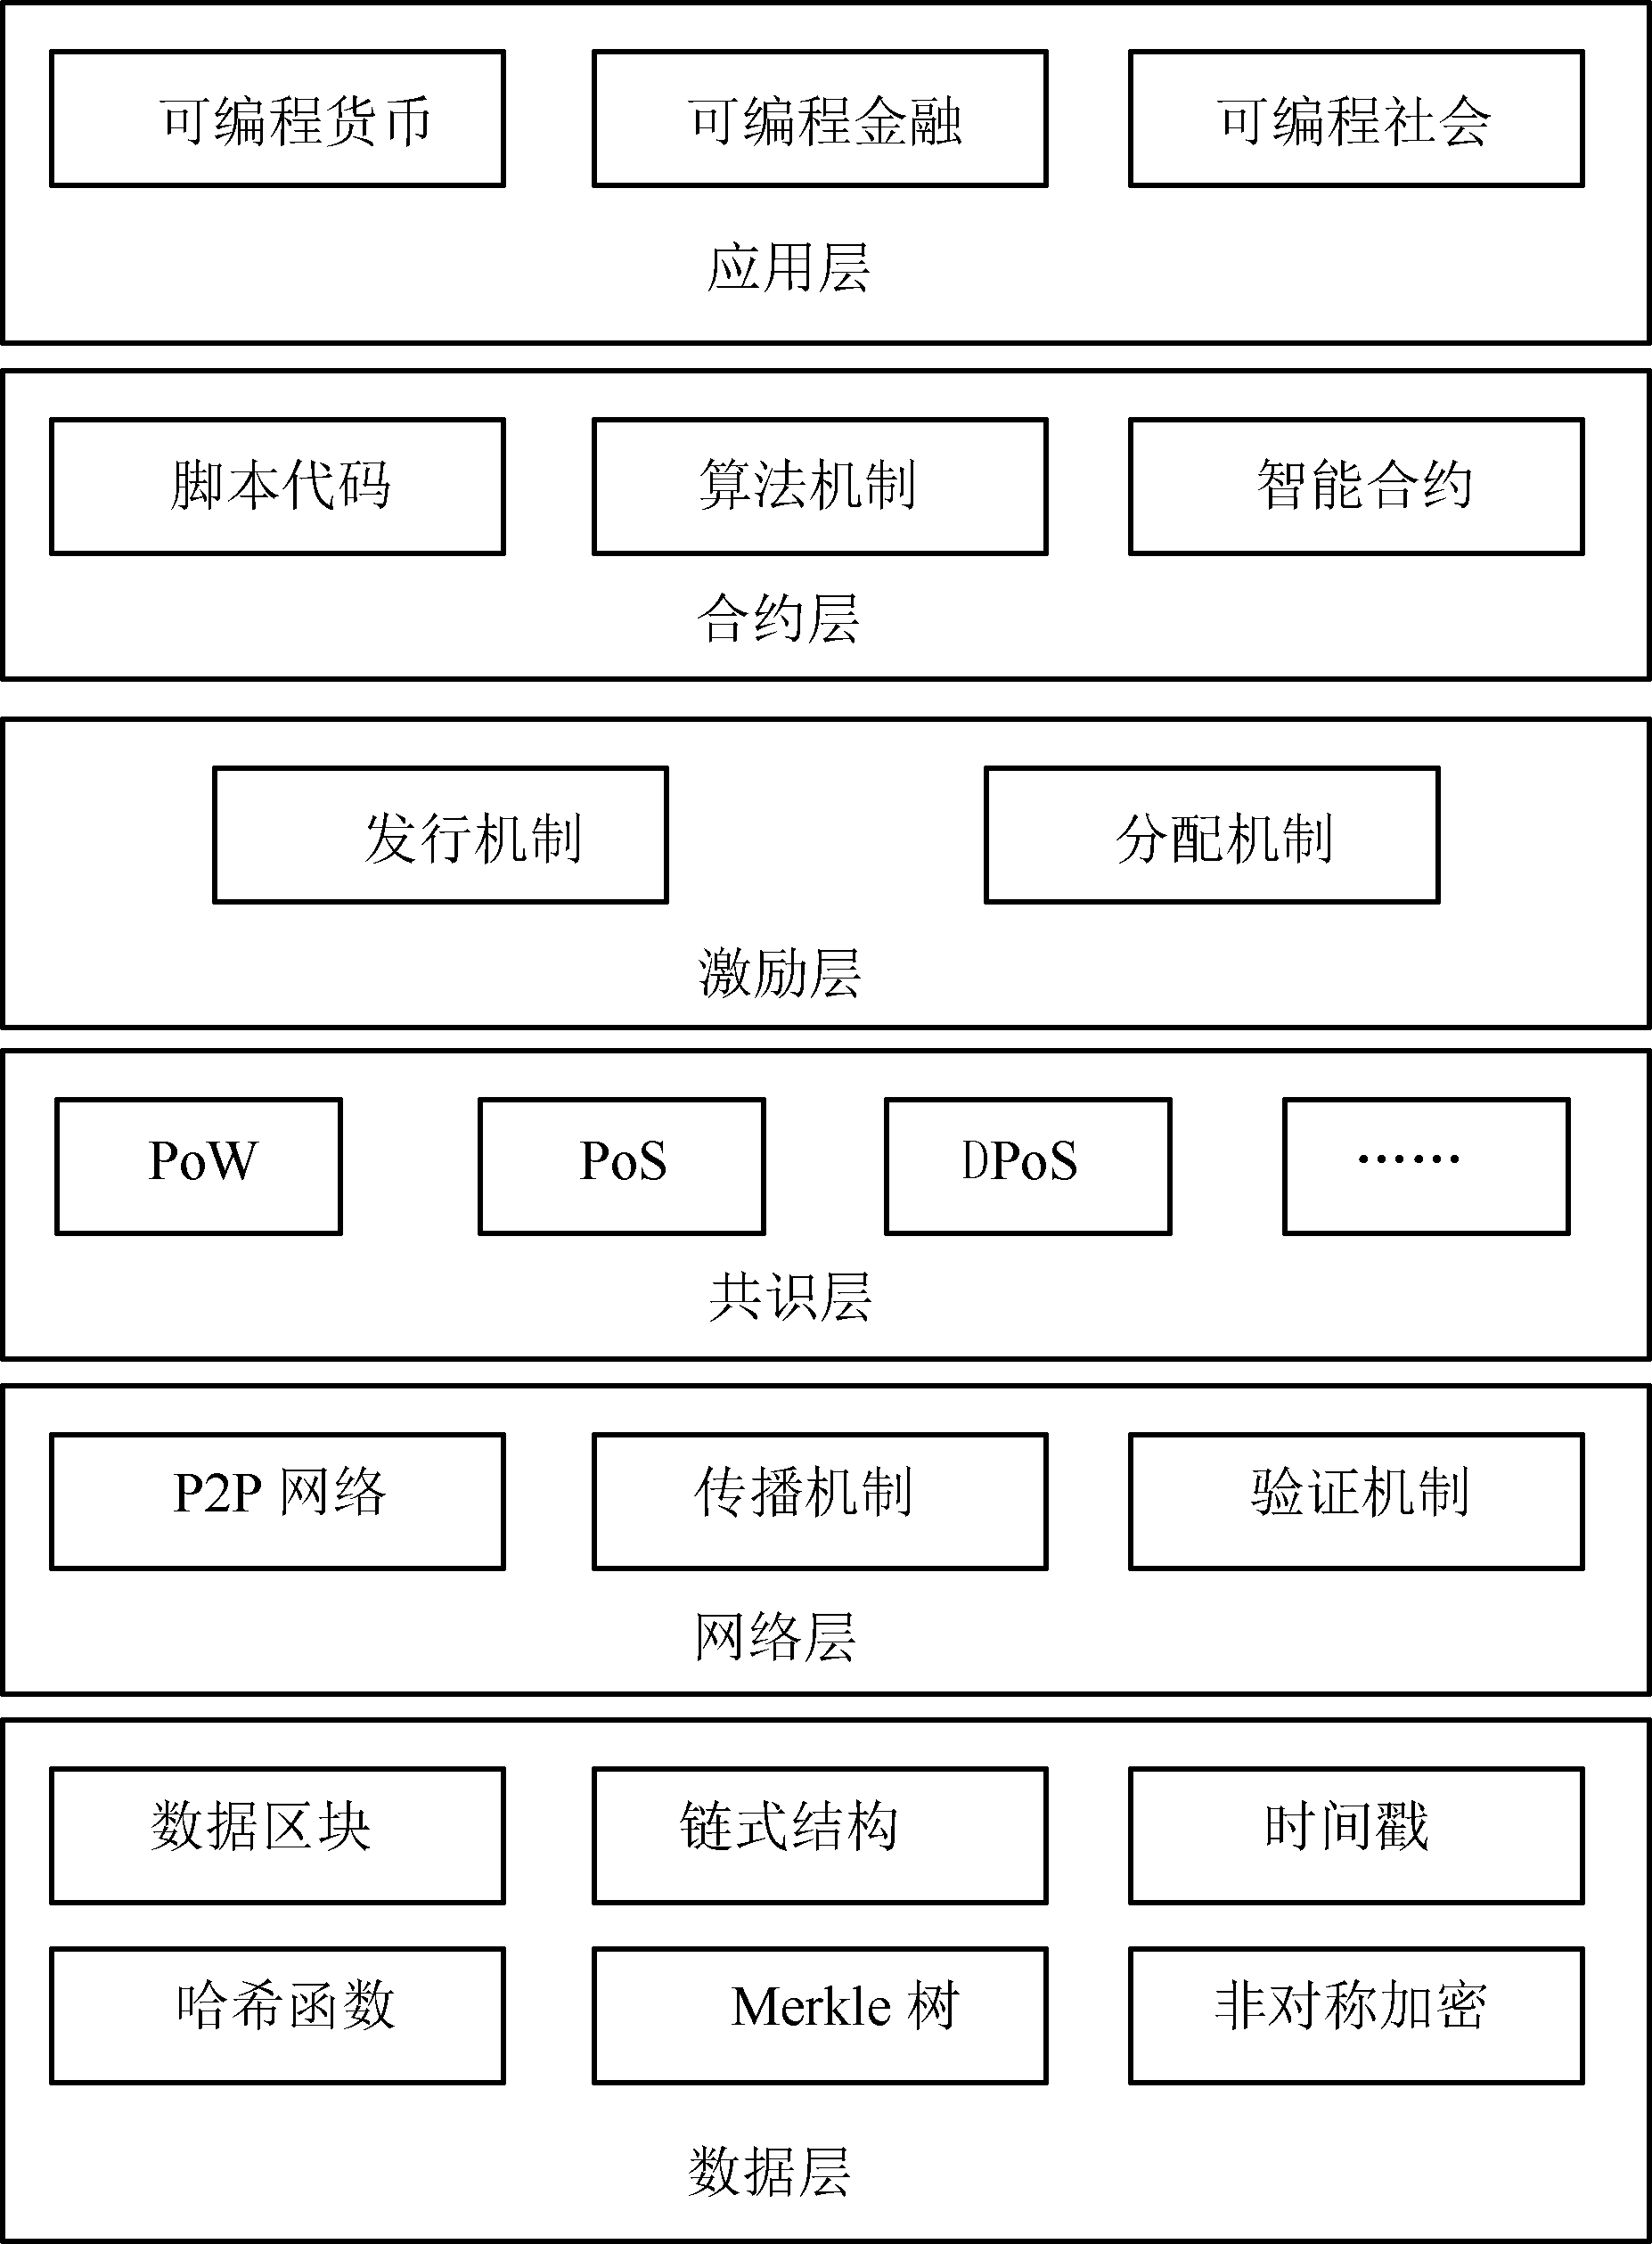 可编程货币 可编程金融 可编程社会
应用层
脚本代码 算法机制 智能合约
合约层
发行机制 分配机制
激励层
PoW PoS DPoS ……
共识层
P2P 网络 传播机制 验证机制
网络层
数据区块 链式结构 时间戳
哈希函数 Merkle 树 非对称加密
数据层